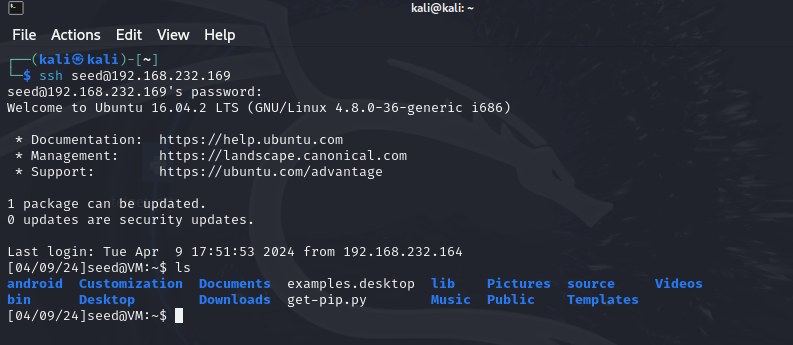 kali@kali: ~
File Actions Edit View Help
┌──(kali㉿kali)-[~]
└─$ ssh seed@192.168.232.169
seed@192.168.232.169's password:
Welcome to Ubuntu 16.04.2 LTS (GNU/Linux 4.8.0-36-generic i686)
* Documentation: https://help.ubuntu.com
* Management: https://landscape.canonical.com
* Support: https://ubuntu.com/advantage
1 package can be updated.
0 updates are security updates.
Last login: Tue Apr 9 17:51:53 2024 from 192.168.232.164
[04/09/24]seed@VM:~$ ls
android Customization Documents examples.desktop lib Pictures source Videos
bin Desktop Downloads get-pip.py Music Public Templates
[04/09/24]seed@VM:~$